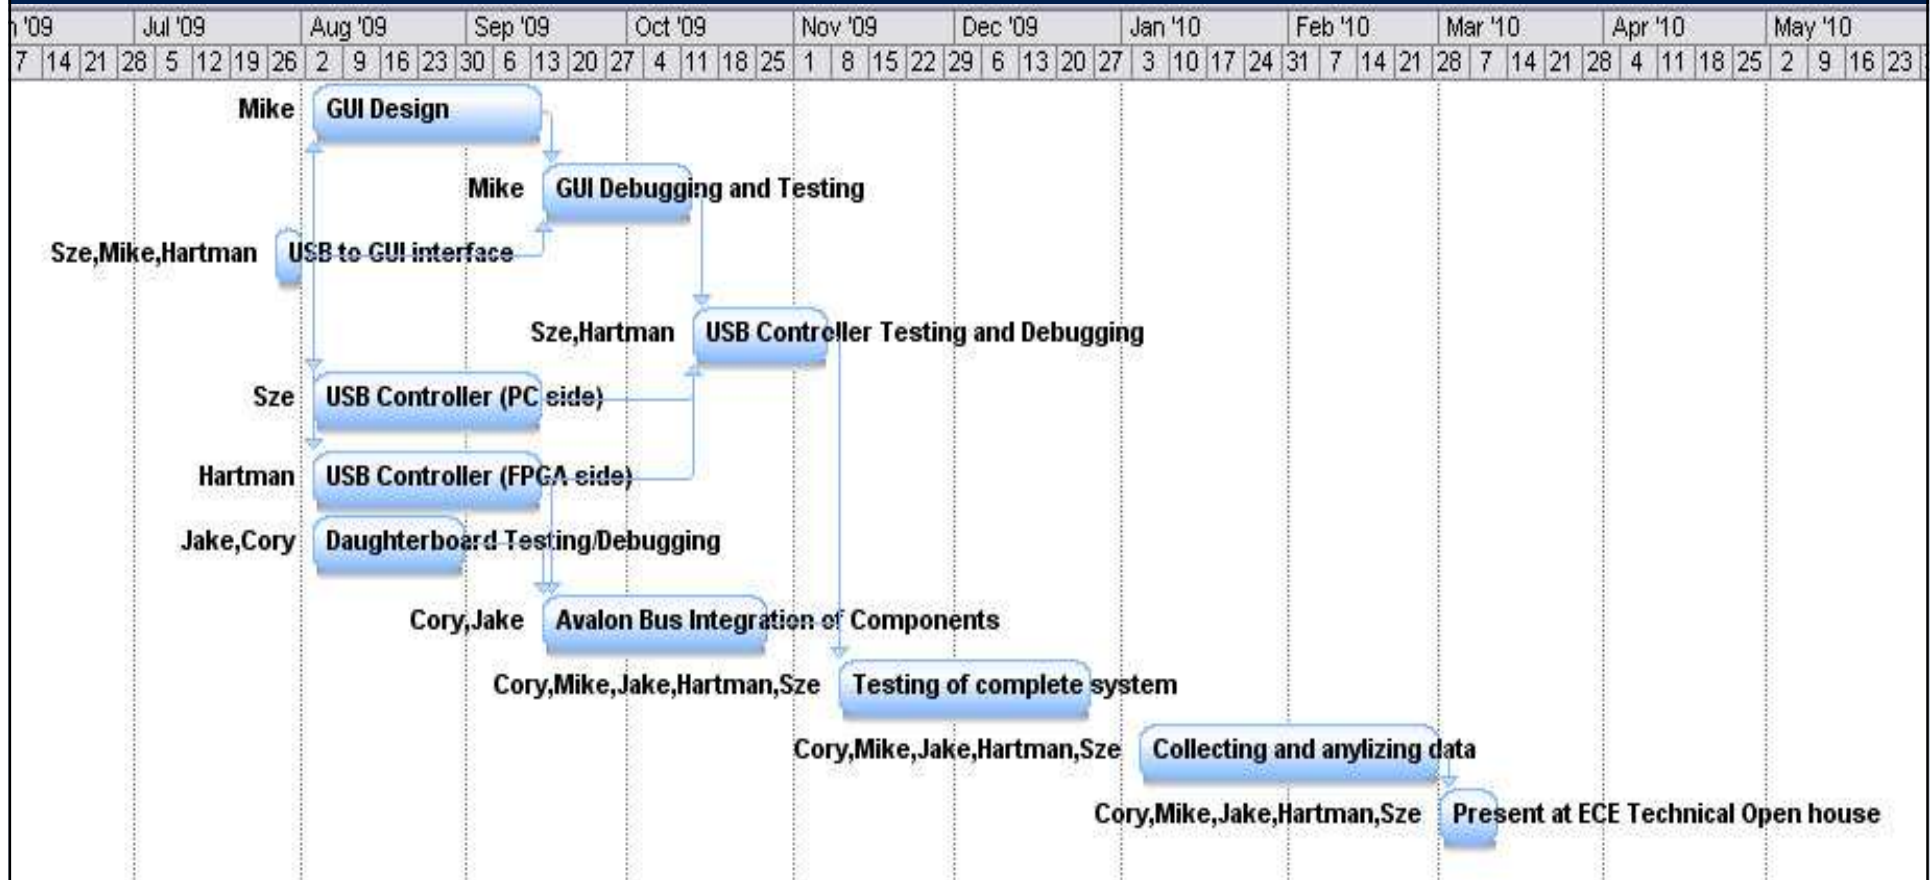 '09 Jul '09 Aug '09 Sep '09 Oct '09 Nov '09 Dec '09 Jan '10 Feb '10 Mar '10 Apr '10 May '10
7 14 21 28 5 12 19 26 2 9 16 23 30 6 13 20 27 4 11 18 25 1 8 15 22 29 6 13 20 27 3 10 17 24 31 7 14 21 28 7 14 21 28 4 11 18 25 2 9 16 23
Mike GUI Design
Mike GUI Debugging and Testing
Sze,Mike,Hartman USB to GUI interface
Sze,Hartman USB Controller Testing and Debugging
Sze USB Controller (PC side)
Hartman USB Controller (FPGA side)
Jake,Cory Daughterboard Testing/Debugging
Cory,Jake Avalon Bus Integration of Components
Cory,Mike,Jake,Hartman,Sze Testing of complete system
Cory,Mike,Jake,Hartman,Sze Collecting and anylizing data
Cory,Mike,Jake,Hartman,Sze Present at ECE Technical Open house